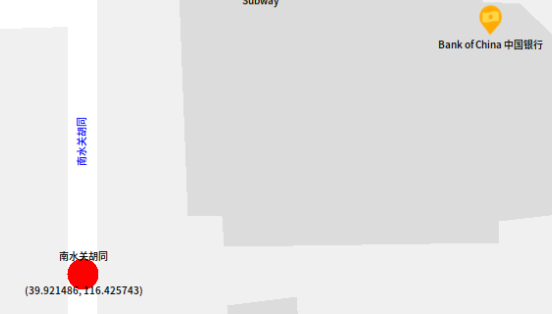 Subway
Bank of China 中国银行
南水关胡同
南水关胡同
(39.921486, 116.425743)